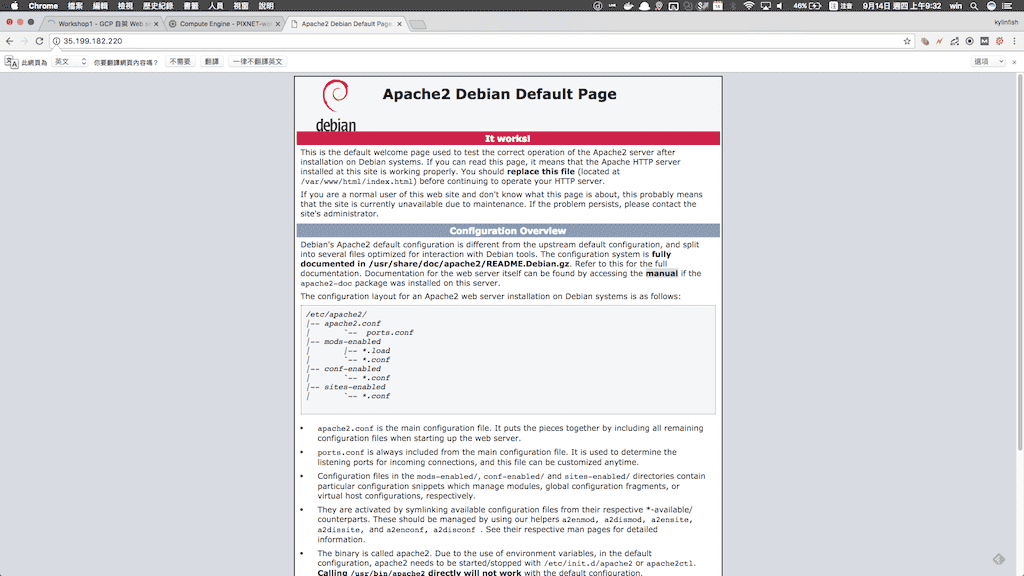 Chrome 檔案 編輯 檢視 歷史紀錄 書籤 人員 視窗 說明 46% 注音 9月14日 週四 上午9:32 win
Workshop1 - GCP 自架 Web se Compute Engine - PIXNET-wor Apache2 Debian Default Page: kylinfish
35.199.182.220
此網頁為 英文 你要翻譯網頁內容嗎？ 不需要 翻譯 一律不翻譯英文 選項
debian
Apache2 Debian Default Page
It works!
This is the default welcome page used to test the correct operation of the Apache2 server after
installation on Debian systems. If you can read this page, it means that the Apache HTTP server
installed at this site is working properly. You should replace this file (located at
/var/www/html/index.html) before continuing to operate your HTTP server.
If you are a normal user of this web site and don't know what this page is about, this probably means
that the site is currently unavailable due to maintenance. If the problem persists, please contact the
site's administrator.
Configuration Overview
Debian's Apache2 default configuration is different from the upstream default configuration, and split
into several files optimized for interaction with Debian tools. The configuration system is fully
documented in /usr/share/doc/apache2/README.Debian.gz. Refer to this for the full
documentation. Documentation for the web server itself can be found by accessing the manual if the
apache2-doc package was installed on this server.
The configuration layout for an Apache2 web server installation on Debian systems is as follows:
/etc/apache2/
|-- apache2.conf
|       `--  ports.conf
|-- mods-enabled
|       |-- *.load
|       `-- *.conf
|-- conf-enabled
|       `-- *.conf
|-- sites-enabled
|       `-- *.conf
• apache2.conf is the main configuration file. It puts the pieces together by including all remaining
configuration files when starting up the web server.
• ports.conf is always included from the main configuration file. It is used to determine the
listening ports for incoming connections, and this file can be customized anytime.
• Configuration files in the mods-enabled/, conf-enabled/ and sites-enabled/ directories contain
particular configuration snippets which manage modules, global configuration fragments, or
virtual host configurations, respectively.
• They are activated by symlinking available configuration files from their respective *-available/
counterparts. These should be managed by using our helpers a2enmod, a2dismod, a2ensite,
a2dissite, and a2enconf, a2disconf . See their respective man pages for detailed
information.
• The binary is called apache2. Due to the use of environment variables, in the default
configuration, apache2 needs to be started/stopped with /etc/init.d/apache2 or apache2ctl.
Calling /usr/bin/apache2 directly will not work with the default configuration.